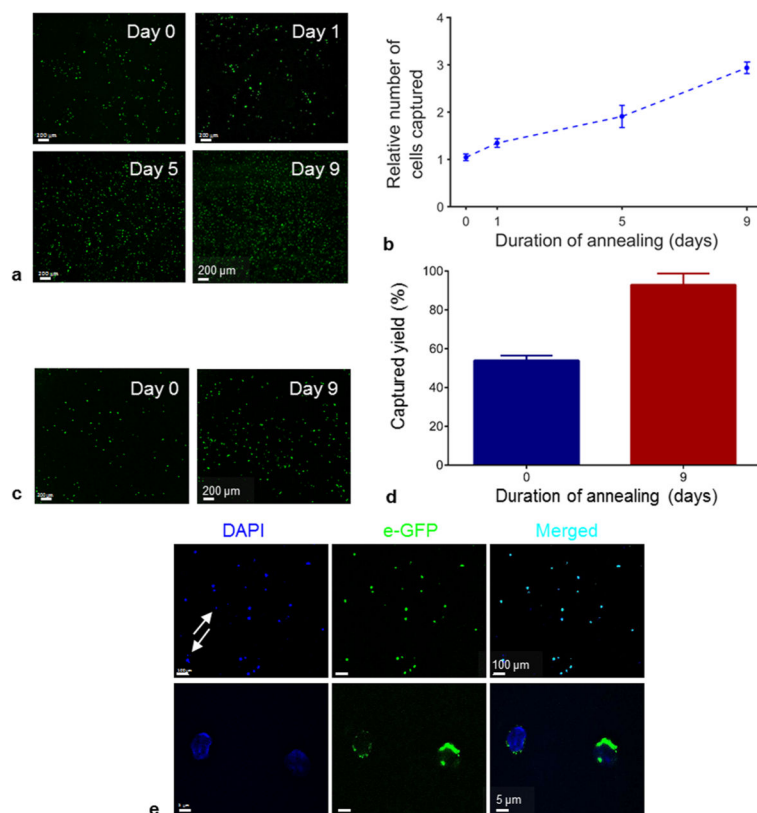 Day 0
Day 1
200 µm
200 µm
Day 5
Day 9
200 µm
200 µm
a
Relative number of
cells captured
4
3
2
1
0
0 1 5 9
Duration of annealing (days)
b
Day 0
Day 9
200 µm
200 µm
c
Captured yield (%)
100
80
60
40
20
0
0 9
Duration of annealing (days)
d
DAPI e-GFP Merged
100 µm
5 µm
e